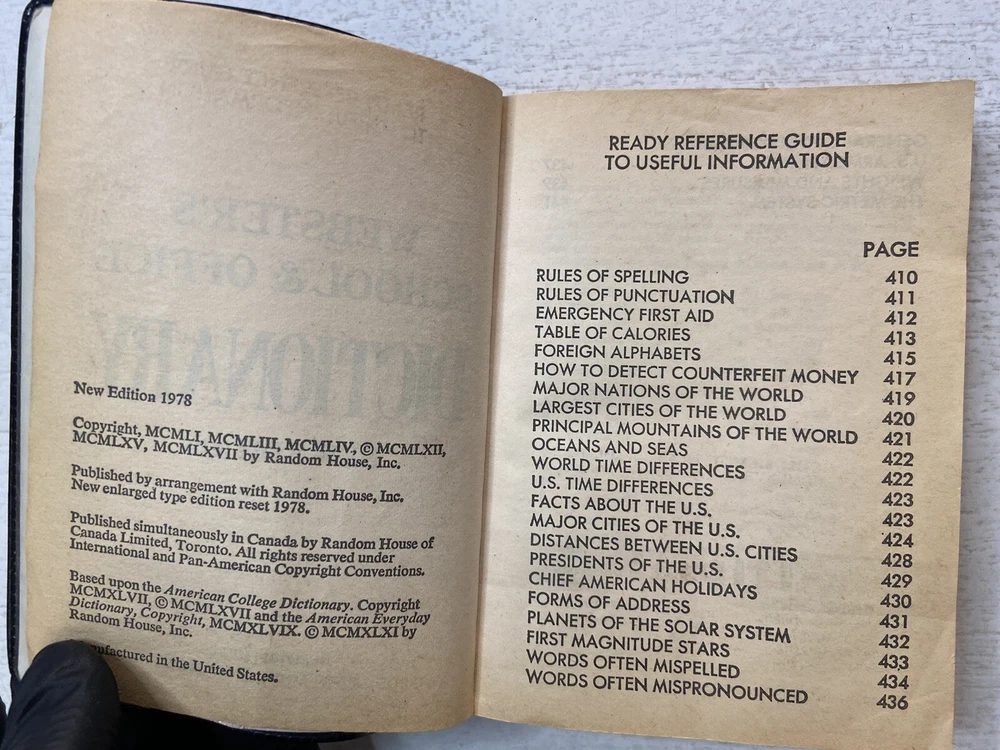 New Edition 1978
Copyright, MCMLI, MCMLIII, MCMLIV, © MCMLXII,
MCMLXV, MCMLXVII by Random House, Inc.
Published by arrangement with Random House, Inc.
New enlarged type edition reset 1978.
Published simultaneously in Canada by Random House of
Canada Limited, Toronto. All rights reserved under
International and Pan-American Copyright Conventions.
Based upon the American College Dictionary. Copyright
MCMXLVII, © MCMLXVII and the American Everyday
Dictionary, Copyright, MCMXLVIX. © MCMXLXI by
Random House, Inc.
ufactured in the United States.
READY REFERENCE GUIDE
TO USEFUL INFORMATION
PAGE
RULES OF SPELLING 410
RULES OF PUNCTUATION 411
EMERGENCY FIRST AID 412
TABLE OF CALORIES 413
FOREIGN ALPHABETS 415
HOW TO DETECT COUNTERFEIT MONEY 417
MAJOR NATIONS OF THE WORLD 419
LARGEST CITIES OF THE WORLD 420
PRINCIPAL MOUNTAINS OF THE WORLD 421
OCEANS AND SEAS 422
WORLD TIME DIFFERENCES 422
U.S. TIME DIFFERENCES 423
FACTS ABOUT THE U.S. 423
MAJOR CITIES OF THE U.S. 424
DISTANCES BETWEEN U.S. CITIES 428
PRESIDENTS OF THE U.S. 429
CHIEF AMERICAN HOLIDAYS 430
FORMS OF ADDRESS 431
PLANETS OF THE SOLAR SYSTEM 432
FIRST MAGNITUDE STARS 433
WORDS OFTEN MISPELLED 434
WORDS OFTEN MISPRONOUNCED 436